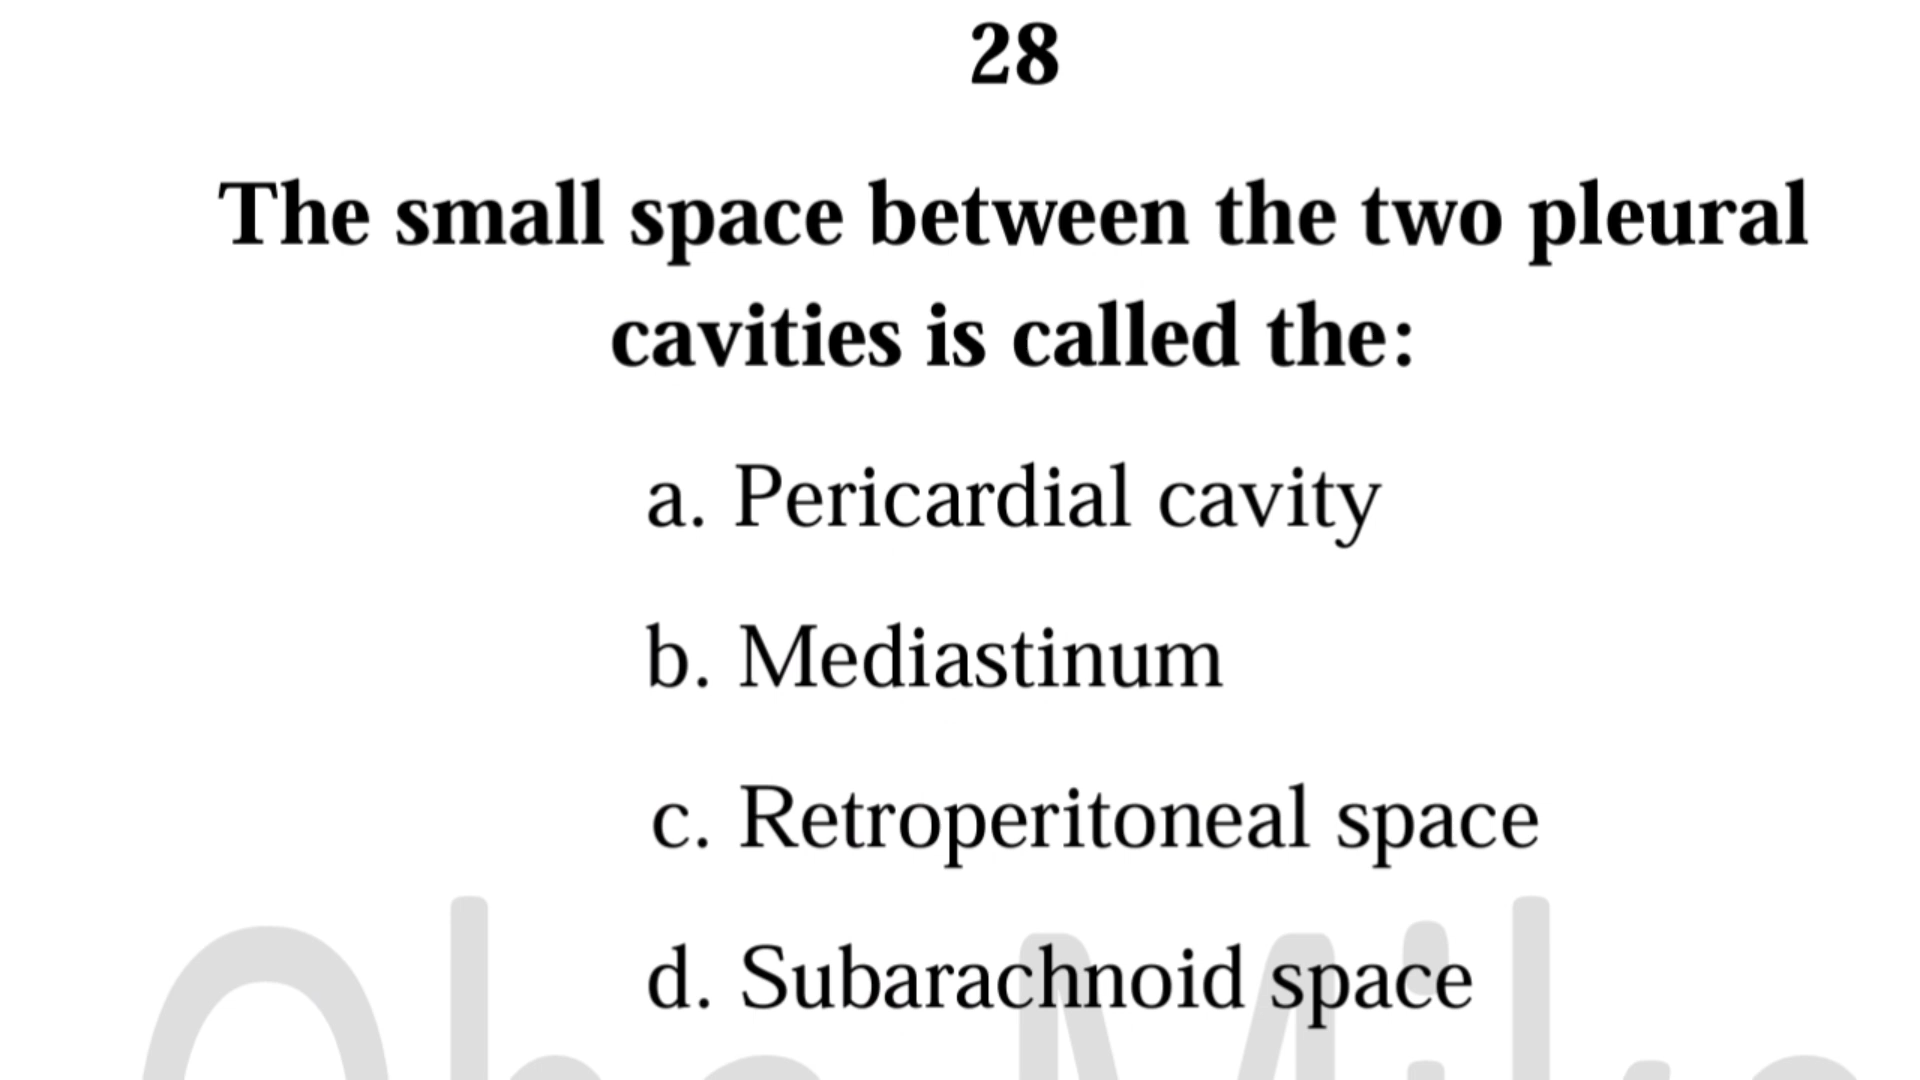 28
The small space between the two pleural
cavities is called the:
a. Pericardial cavity
b. Mediastinum
c. Retroperitoneal space
d. Subarachnoid space